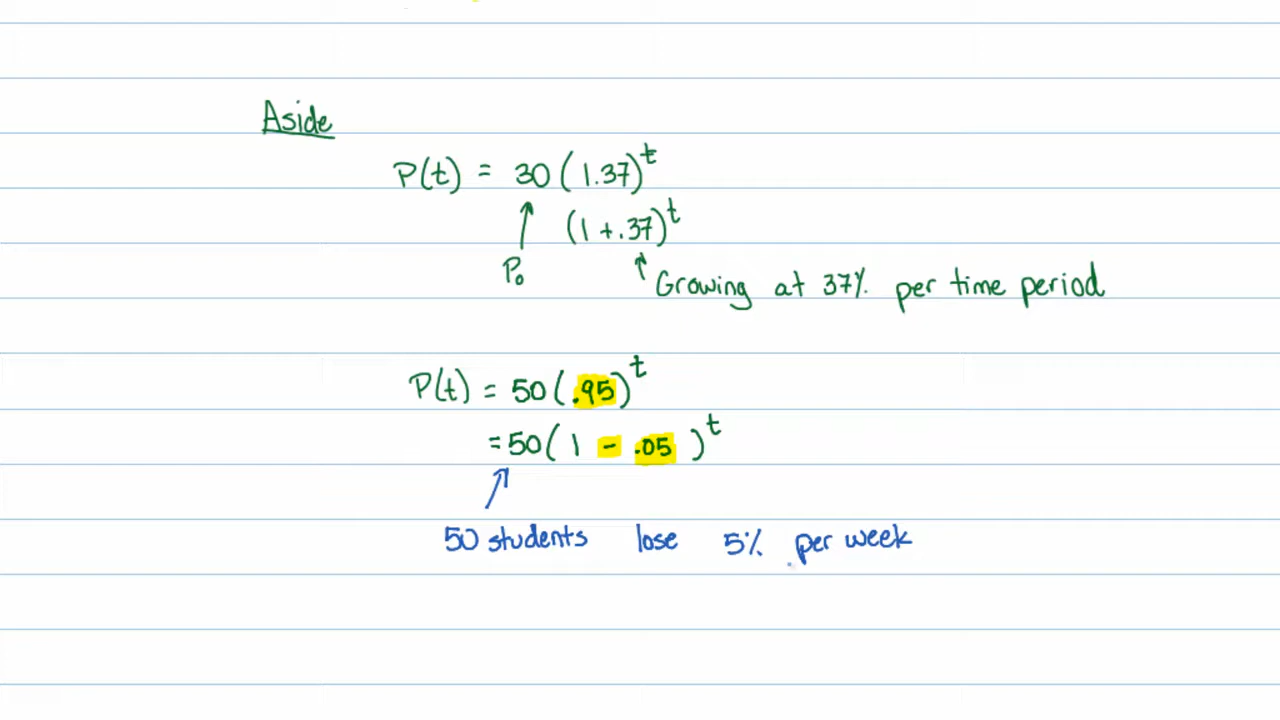 Aside
P(t) = 30(1.37)^t
(1 + .37)^t
P₀
Growing at 37% per time period
P(t) = 50(.95)^t
= 50(1 - .05)^t
50 students lose 5% per week